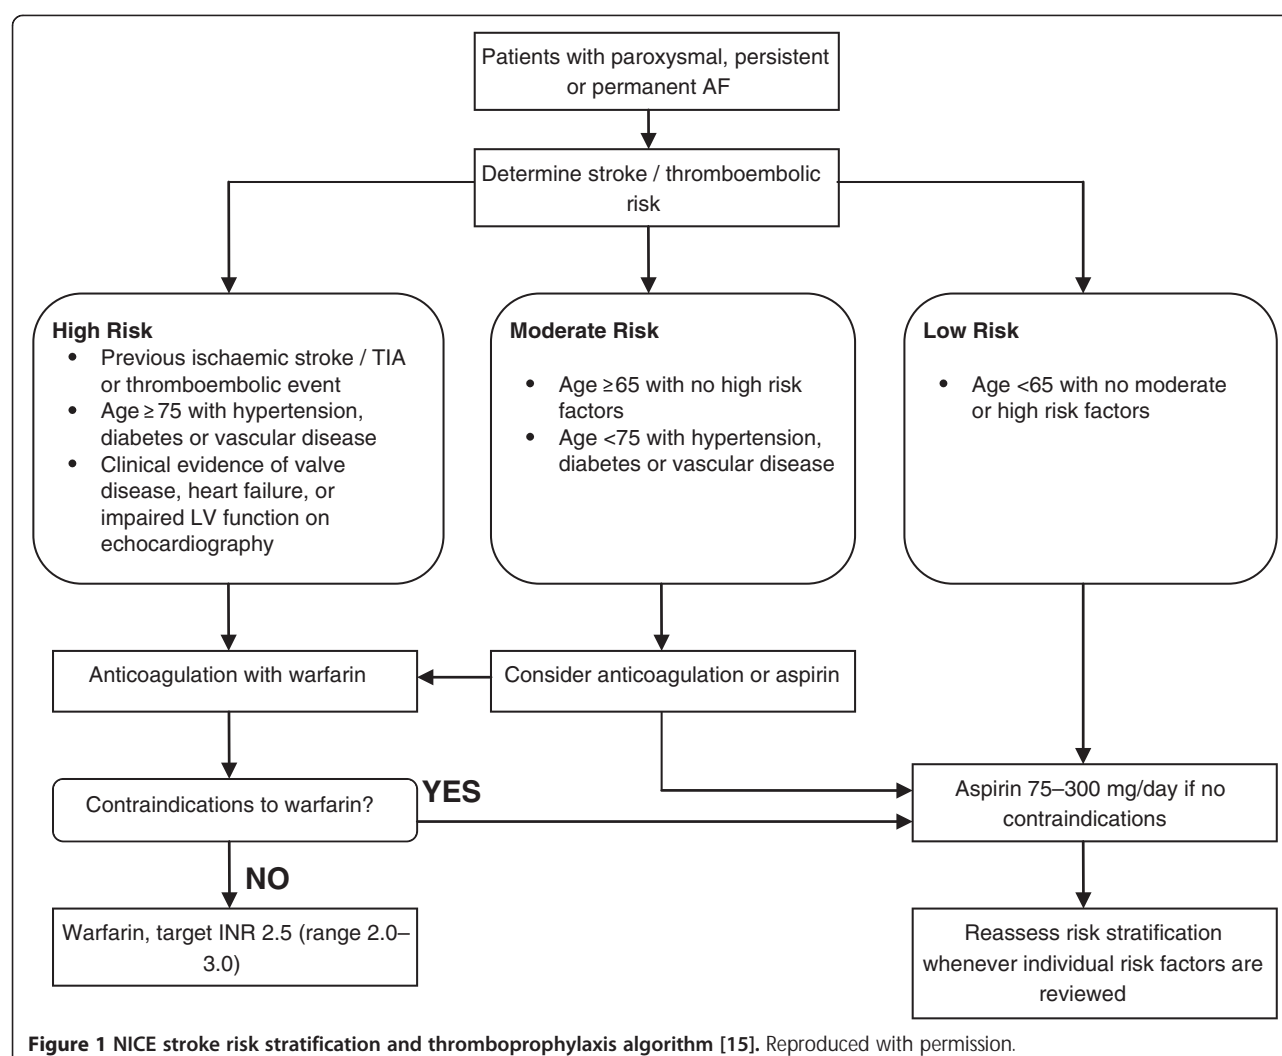 Patients with paroxysmal, persistent
or permanent AF
Determine stroke / thromboembolic
risk
High Risk
• Previous ischaemic stroke / TIA
or thromboembolic event
• Age ≥ 75 with hypertension,
diabetes or vascular disease
• Clinical evidence of valve
disease, heart failure, or
impaired LV function on
echocardiography
Moderate Risk
• Age ≥65 with no high risk
factors
• Age <75 with hypertension,
diabetes or vascular disease
Low Risk
• Age <65 with no moderate
or high risk factors
Anticoagulation with warfarin
Consider anticoagulation or aspirin
Contraindications to warfarin?
YES
Aspirin 75–300 mg/day if no
contraindications
NO
Warfarin, target INR 2.5 (range 2.0–
3.0)
Reassess risk stratification
whenever individual risk factors are
reviewed
Figure 1 NICE stroke risk stratification and thromboprophylaxis algorithm [15]. Reproduced with permission.